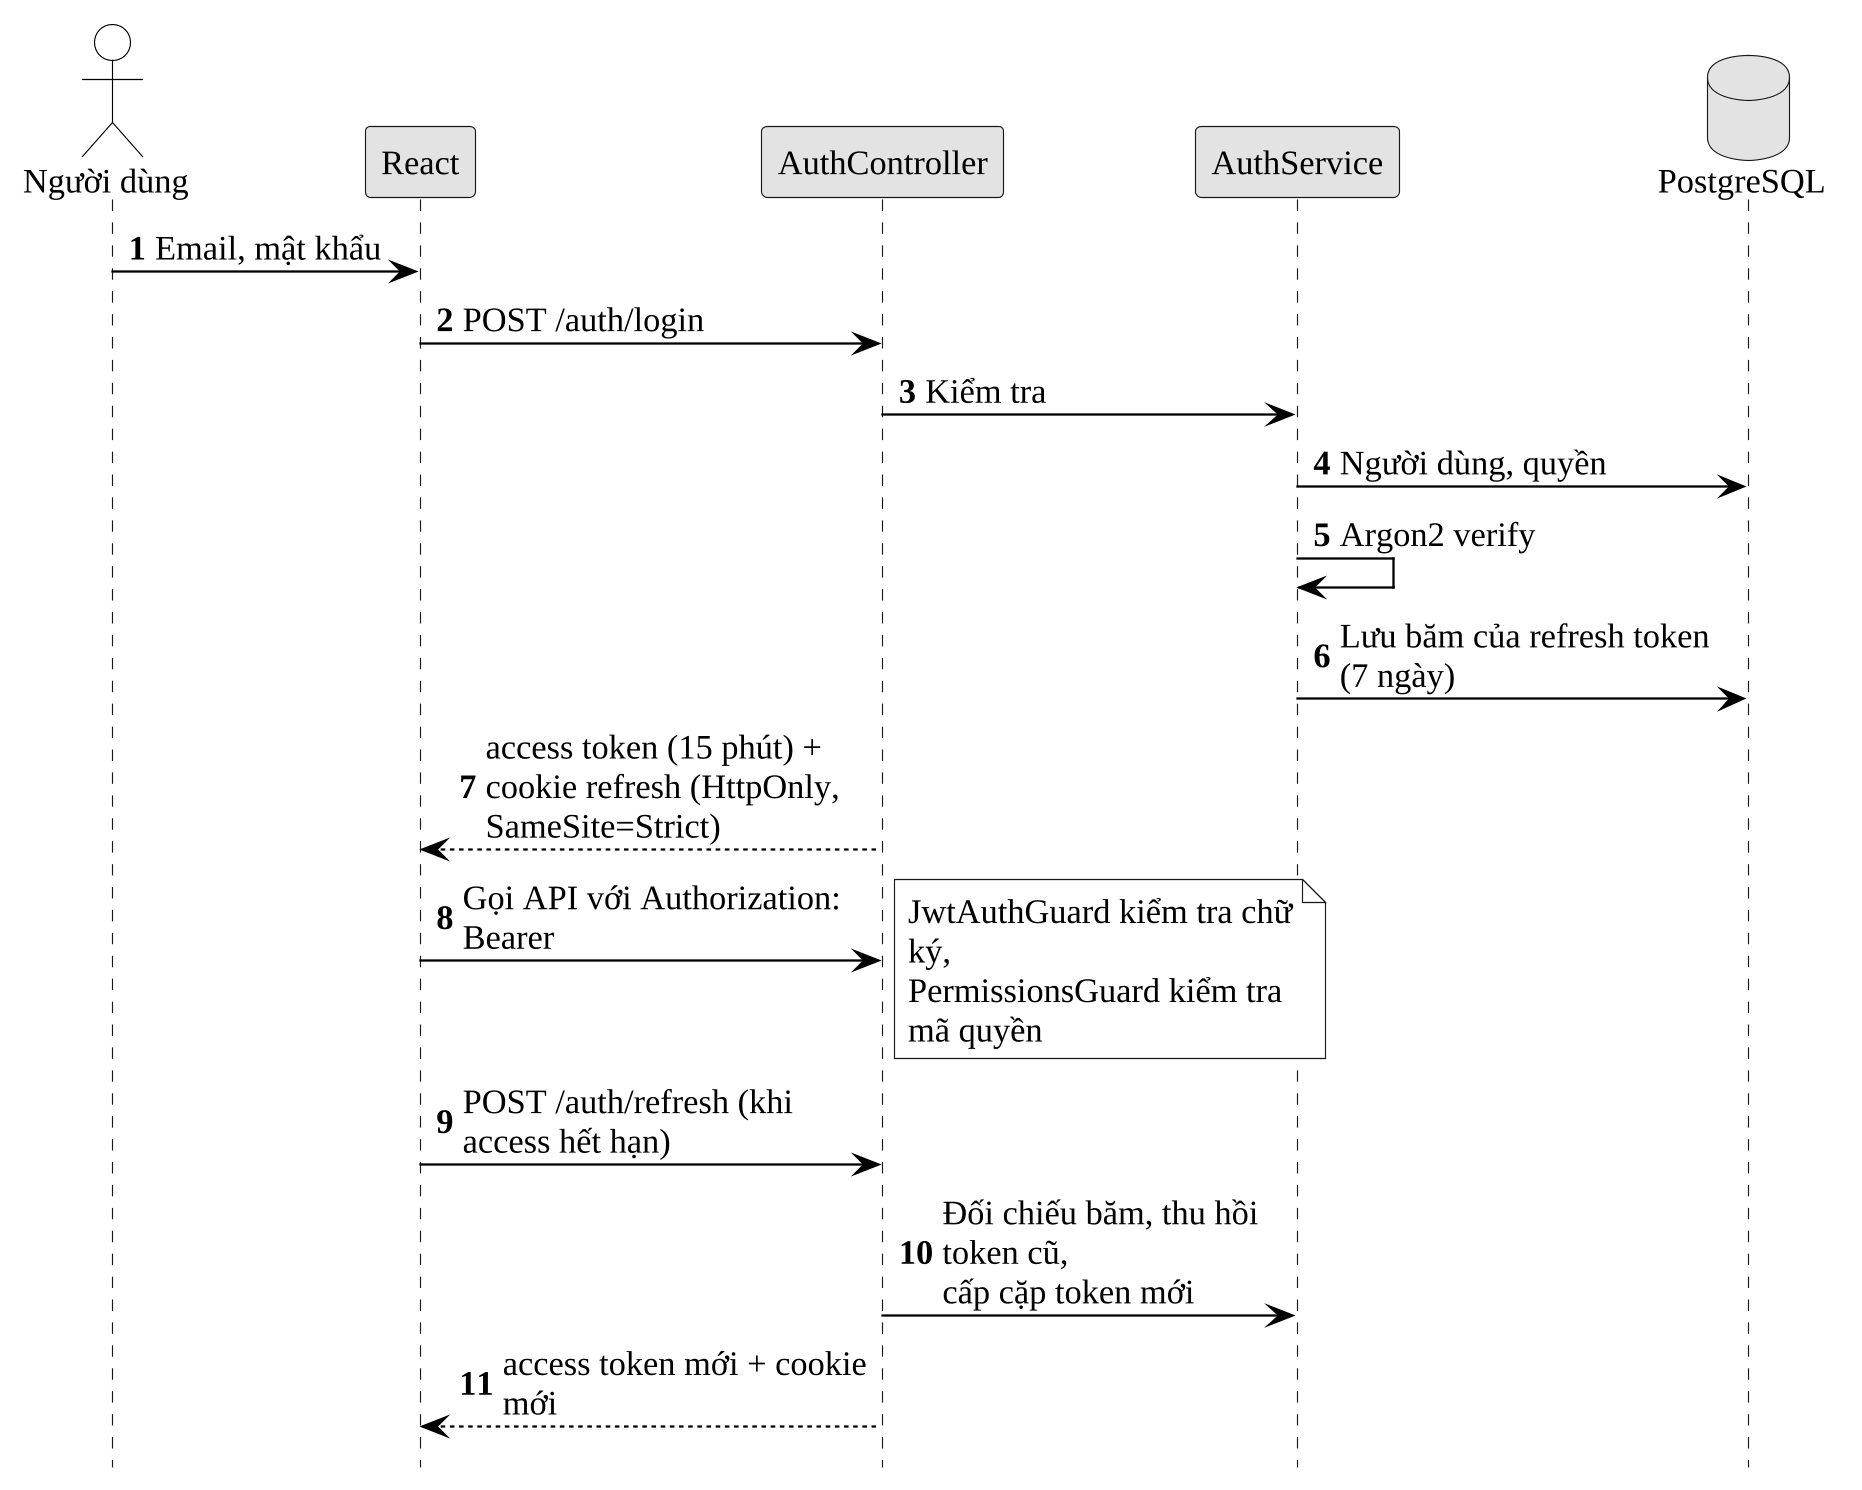 Người dùng
React
AuthController
AuthService
PostgreSQL
1 Email, mật khẩu
2 POST /auth/login
3 Kiểm tra
4 Người dùng, quyền
5 Argon2 verify
6 Lưu băm của refresh token
(7 ngày)
7 access token (15 phút) +
cookie refresh (HttpOnly,
SameSite=Strict)
8 Gọi API với Authorization:
Bearer
JwtAuthGuard kiểm tra chữ
ký,
PermissionsGuard kiểm tra
mã quyền
9 POST /auth/refresh (khi
access hết hạn)
10 Đối chiếu băm, thu hồi
token cũ,
cấp cặp token mới
11 access token mới + cookie
mới